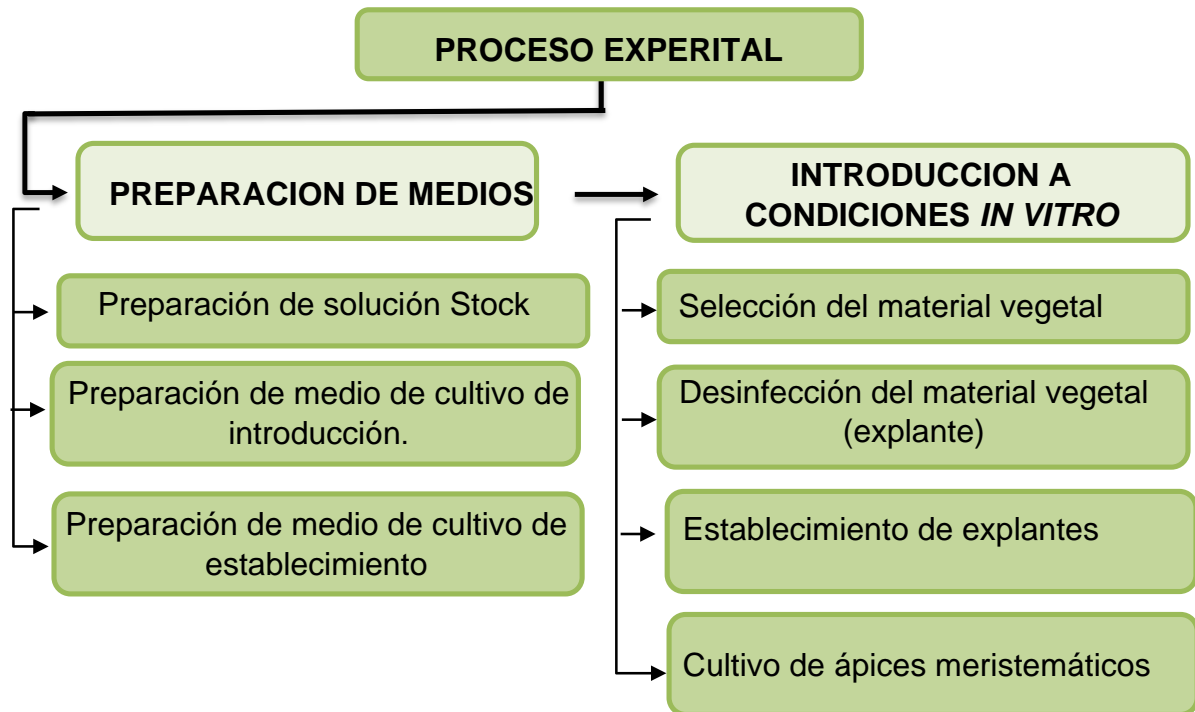 PROCESO EXPERITAL
PREPARACION DE MEDIOS
Preparación de solución Stock
Preparación de medio de cultivo de
introducción.
Preparación de medio de cultivo de
establecimiento
INTRODUCCION A
CONDICIONES IN VITRO
Selección del material vegetal
Desinfección del material vegetal
(explante)
Establecimiento de explantes
Cultivo de ápices meristemáticos